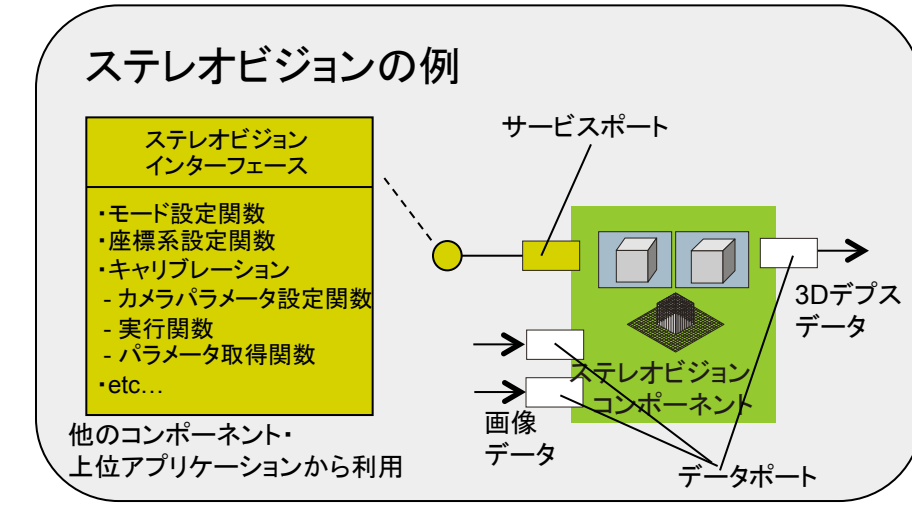 ステレオビジョンの例
ステレオビジョン
インターフェース
・モード設定関数
・座標系設定関数
・キャリブレーション
- カメラパラメータ設定関数
- 実行関数
- パラメータ取得関数
・etc…
他のコンポーネント・
上位アプリケーションから利用
サービスポート
3Dデプス
データ
ステレオビジョン
コンポーネント
画像
データ
データポート